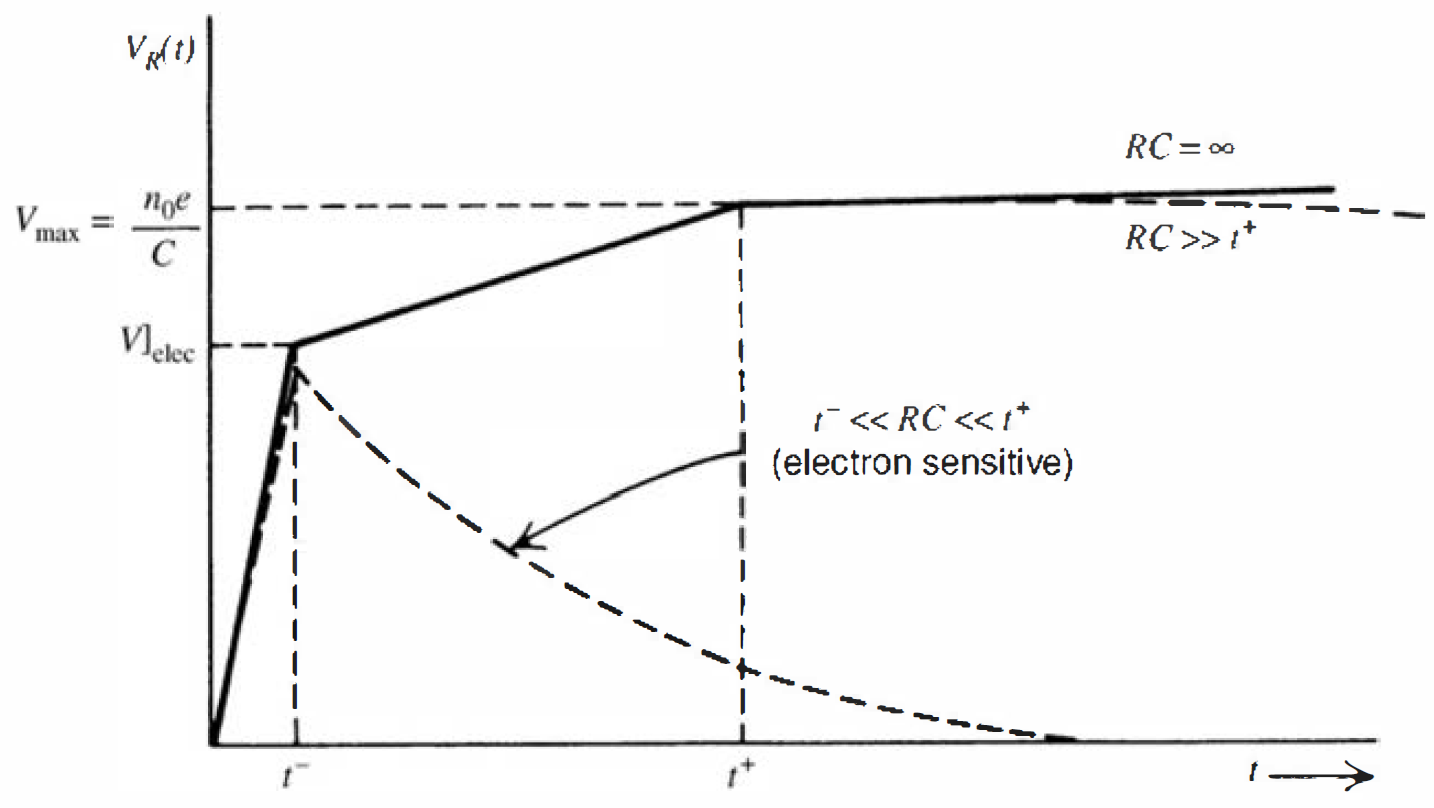 V_R(t)
RC = ∞
V_max = n_0e / C
RC >> t⁺
V]_elec
t⁻ << RC << t⁺
(electron sensitive)
t⁻
t⁺
t